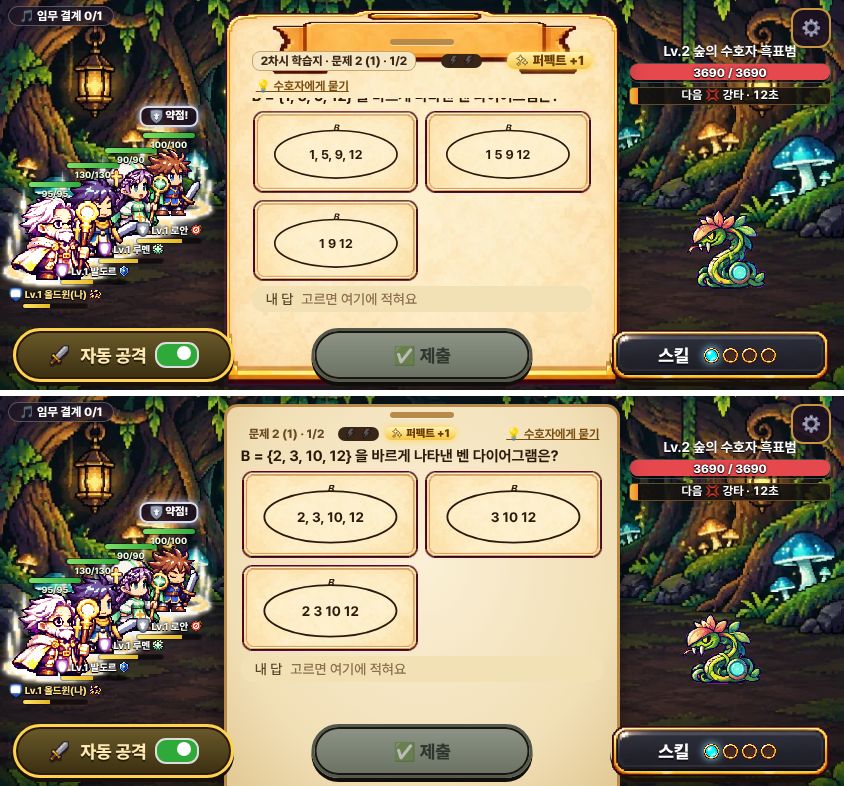 임무 결계 0/1
약점!
100/100
90/90
130/130
95/95
Lv.1 로안
Lv.1 루멘
Lv.1 발도르
Lv.1 올드윈(나)
2차시 학습지 · 문제 2 (1) · 1/2
퍼펙트 +1
수호자에게 묻기
B
1, 5, 9, 12
B
1 5 9 12
B
1 9 12
내 답 고르면 여기에 적혀요
Lv.2 숲의 수호자 흑표범
3690 / 3690
다음 강타 · 12초
자동 공격
제출
스킬
임무 결계 0/1
약점!
100/100
90/90
130/130
95/95
Lv.1 로안
Lv.1 루멘
Lv.1 발도르
Lv.1 올드윈(나)
문제 2 (1) · 1/2
퍼펙트 +1
수호자에게 묻기
B = {2, 3, 10, 12} 을 바르게 나타낸 벤 다이어그램은?
B
2, 3, 10, 12
B
3 10 12
B
2 3 10 12
내 답 고르면 여기에 적혀요
Lv.2 숲의 수호자 흑표범
3690 / 3690
다음 강타 · 12초
자동 공격
제출
스킬